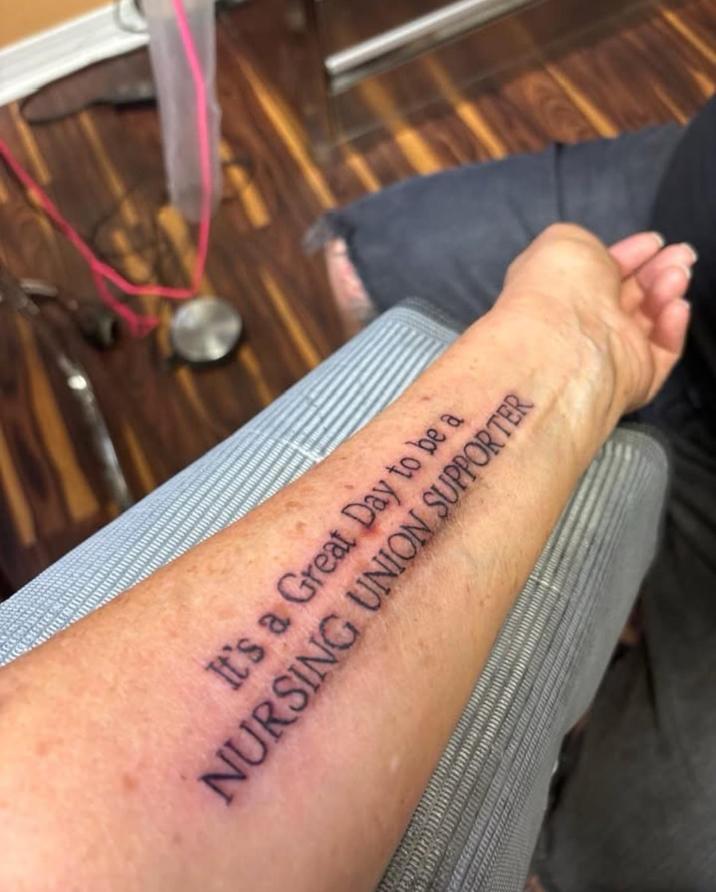 It's a Great Day to be a
NURSING UNION SUPPORTER